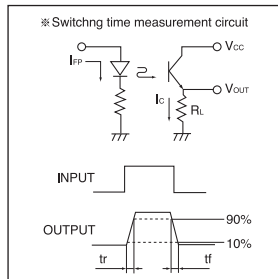 ※ Switchng time measurement circuit
IFP
VCC
VOUT
IC
RL
INPUT
OUTPUT
90%
10%
tr
tf